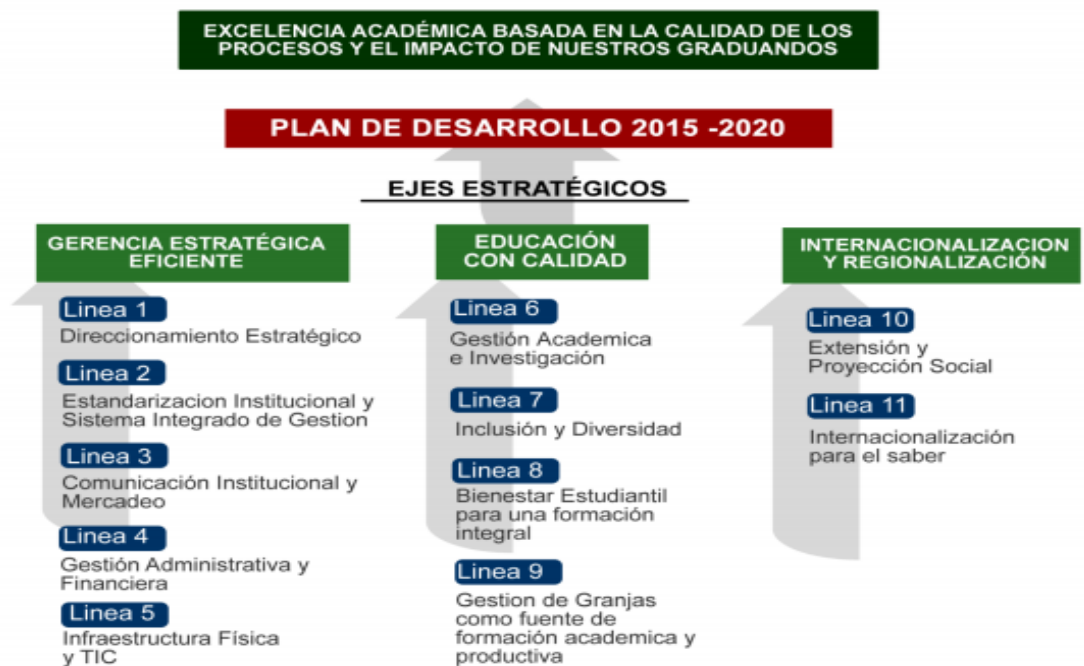 EXCELENCIA ACADÉMICA BASADA EN LA CALIDAD DE LOS
PROCESOS Y EL IMPACTO DE NUESTROS GRADUANDOS
PLAN DE DESARROLLO 2015 -2020
EJES ESTRATÉGICOS
GERENCIA ESTRATÉGICA
EFICIENTE
Linea 1
Direccionamiento Estratégico
Linea 2
Estandarizacion Institucional y
Sistema Integrado de Gestion
Linea 3
Comunicación Institucional y
Mercadeo
Linea 4
Gestión Administrativa y
Financiera
Linea 5
Infraestructura Física
y TIC
EDUCACIÓN
CON CALIDAD
Linea 6
Gestión Academica
e Investigación
Linea 7
Inclusión y Diversidad
Linea 8
Bienestar Estudiantil
para una formación
integral
Linea 9
Gestion de Granjas
como fuente de
formación academica y
productiva
INTERNACIONALIZACION
Y REGIONALIZACIÓN
Linea 10
Extensión y
Proyección Social
Linea 11
Internacionalización
para el saber